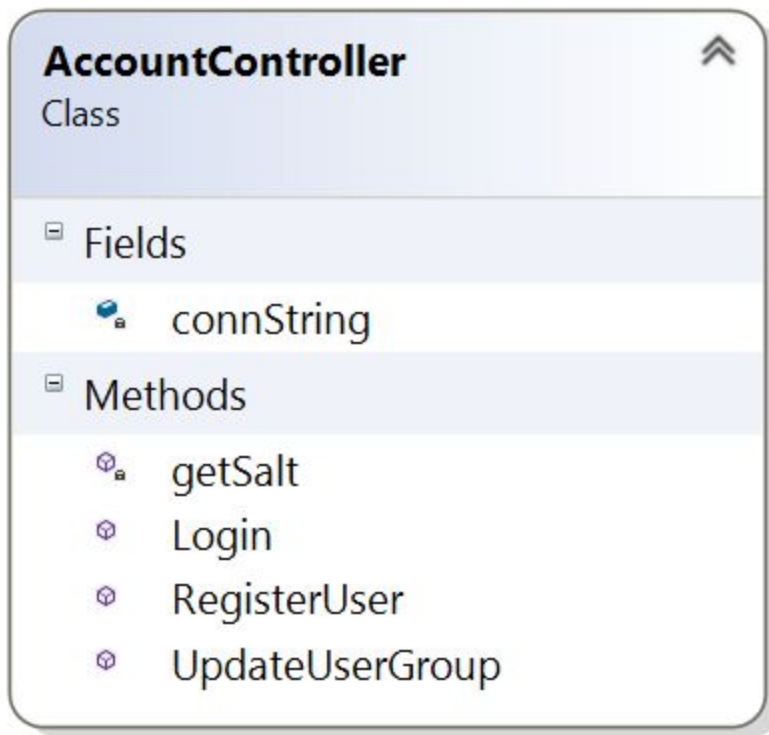 AccountController
Class
Fields
connString
Methods
getSalt
Login
RegisterUser
UpdateUserGroup